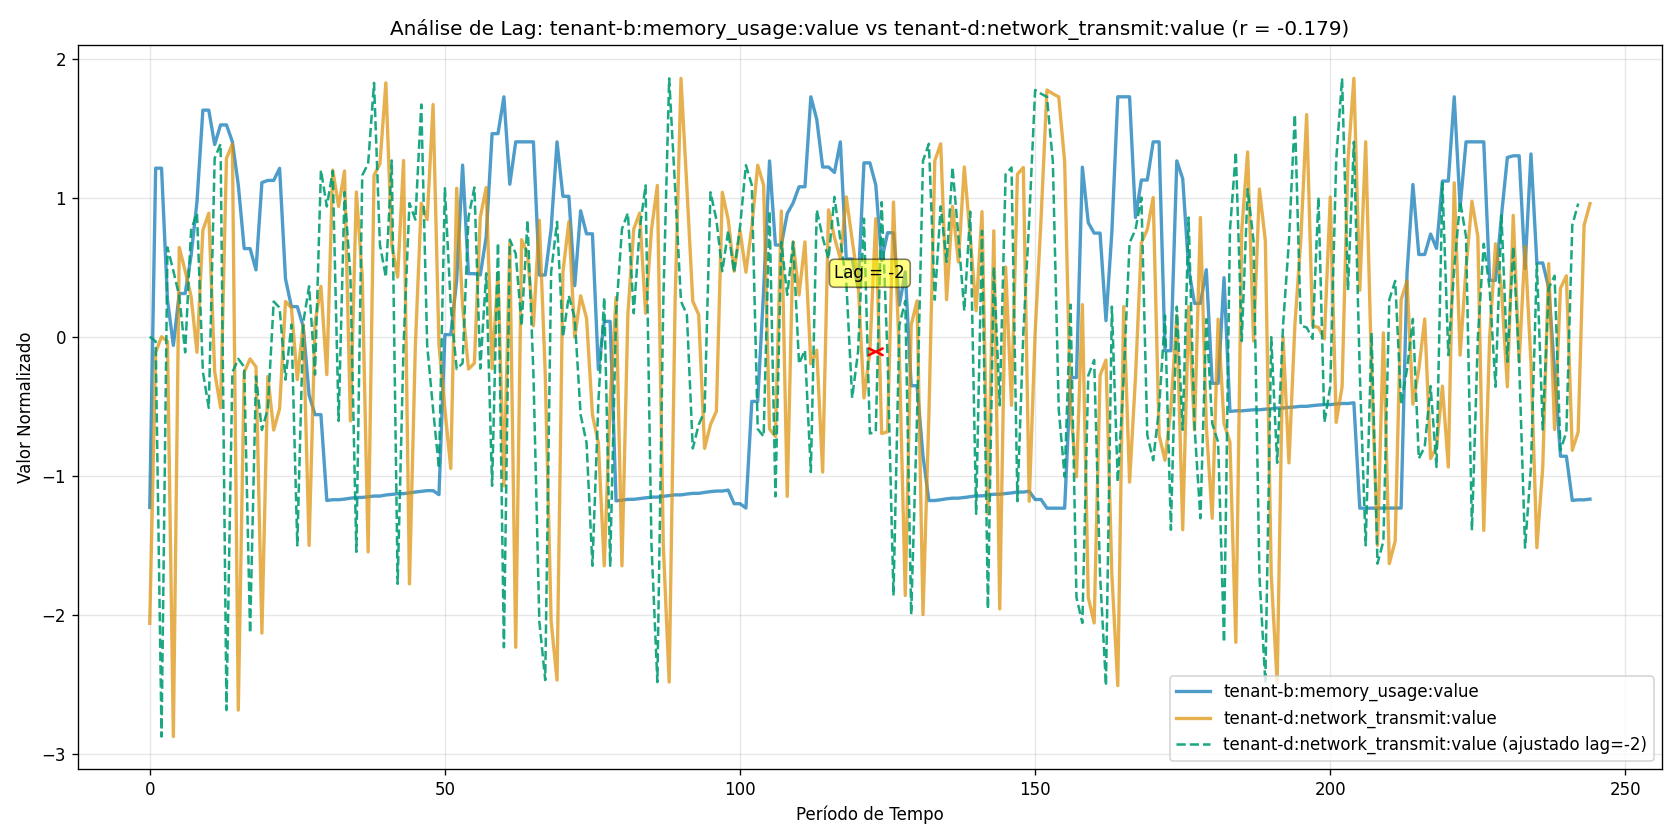 Análise de Lag: tenant-b:memory_usage:value vs tenant-d:network_transmit:value (r = -0.179)
Valor Normalizado
2
1
0
−1
−2
−3
Lag = -2
tenant-b:memory_usage:value
tenant-d:network_transmit:value
tenant-d:network_transmit:value (ajustado lag=-2)
0 50 100 150 200 250
Período de Tempo